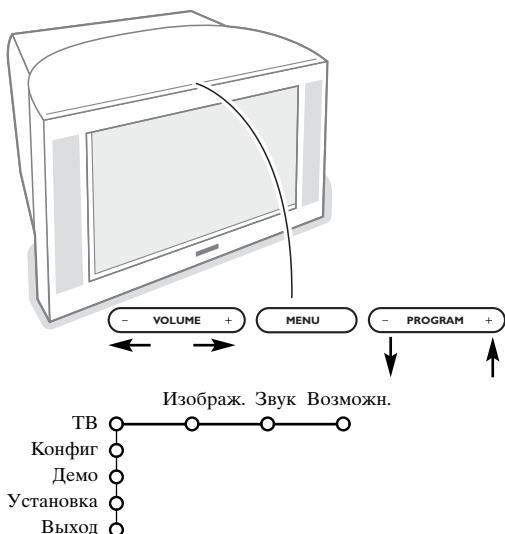 - VOLUME + MENU - PROGRAM +
Изображ. Звук Возможн.
ТВ
Конфиг
Демо
Установка
Выход